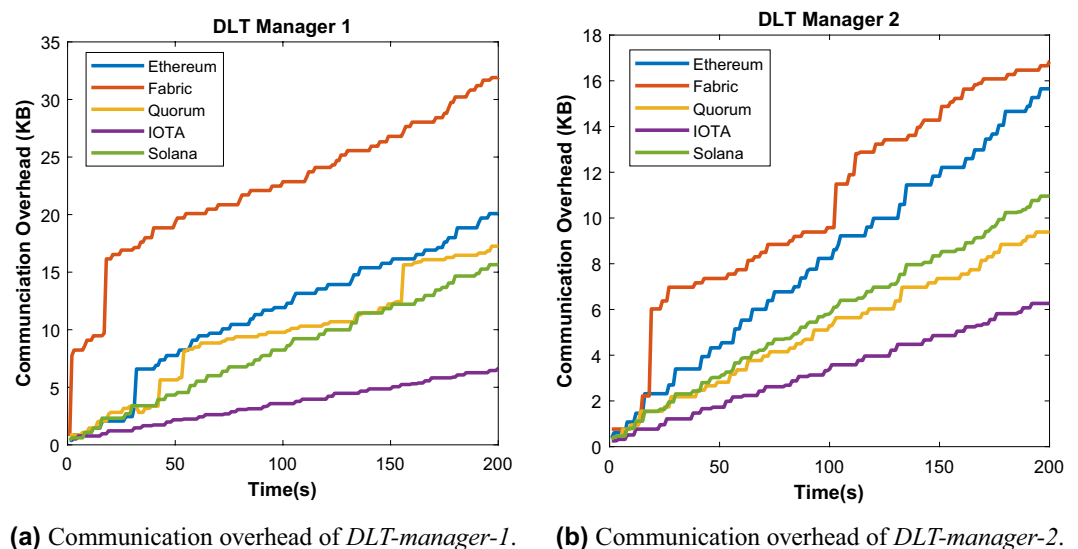 DLT Manager 1
35
30
25
20
15
10
5
0
Communciation Overhead (KB)
Ethereum
Fabric
Quorum
IOTA
Solana
0 50 100 150 200
Time(s)
(a) Communication overhead of DLT-manager-1.
DLT Manager 2
18
16
14
12
10
8
6
4
2
0
Communication Overhead (KB)
Ethereum
Fabric
Quorum
IOTA
Solana
0 50 100 150 200
Time(s)
(b) Communication overhead of DLT-manager-2.